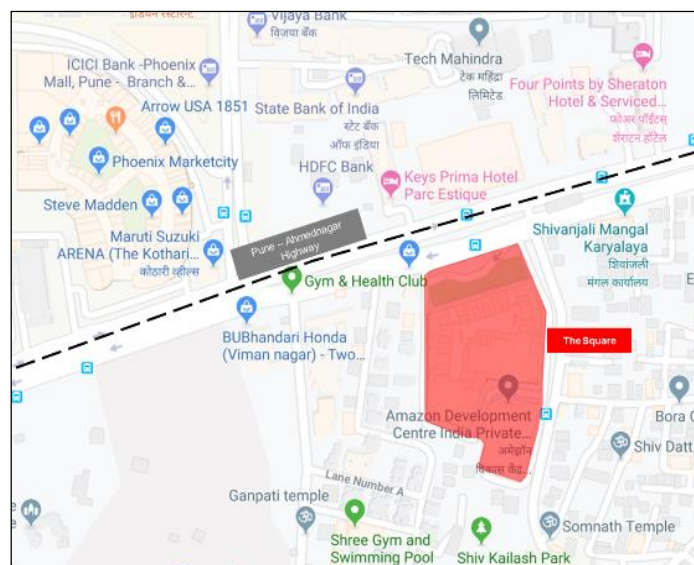 इंडियन रेस्टोरेंट
Vijaya Bank
विजया बँक
ICICI Bank -Phoenix
Mall, Pune - Branch &...
Tech Mahindra
टेक महिंद्रा
लिमिटेड
Four Points by Sheraton
Hotel & Serviced...
फोअर पॉईंट्स
शेराटन हॉटेल
Arrow USA 1851
State Bank of India
स्टेट बँक
ऑफ इंडिया
Phoenix Marketcity
HDFC Bank
Keys Prima Hotel
Parc Estique
Steve Madden
Maruti Suzuki
ARENA (The Kothari...
कोठारी व्हील्स
Pune – Ahmednagar
Highway
Shivanjali Mangal
Karyalaya
शिवांजली
मंगल कार्यालय
Gym & Health Club
BUBhandari Honda
(Viman nagar) - Two...
The Square
Amazon Development
Centre India Private...
अमेझॉन
विकास केंद्र...
Bora
Shiv Datt
Lane Number A
Ganpati temple
Shree Gym and
Swimming Pool
Somnath Temple
Shiv Kailash Park